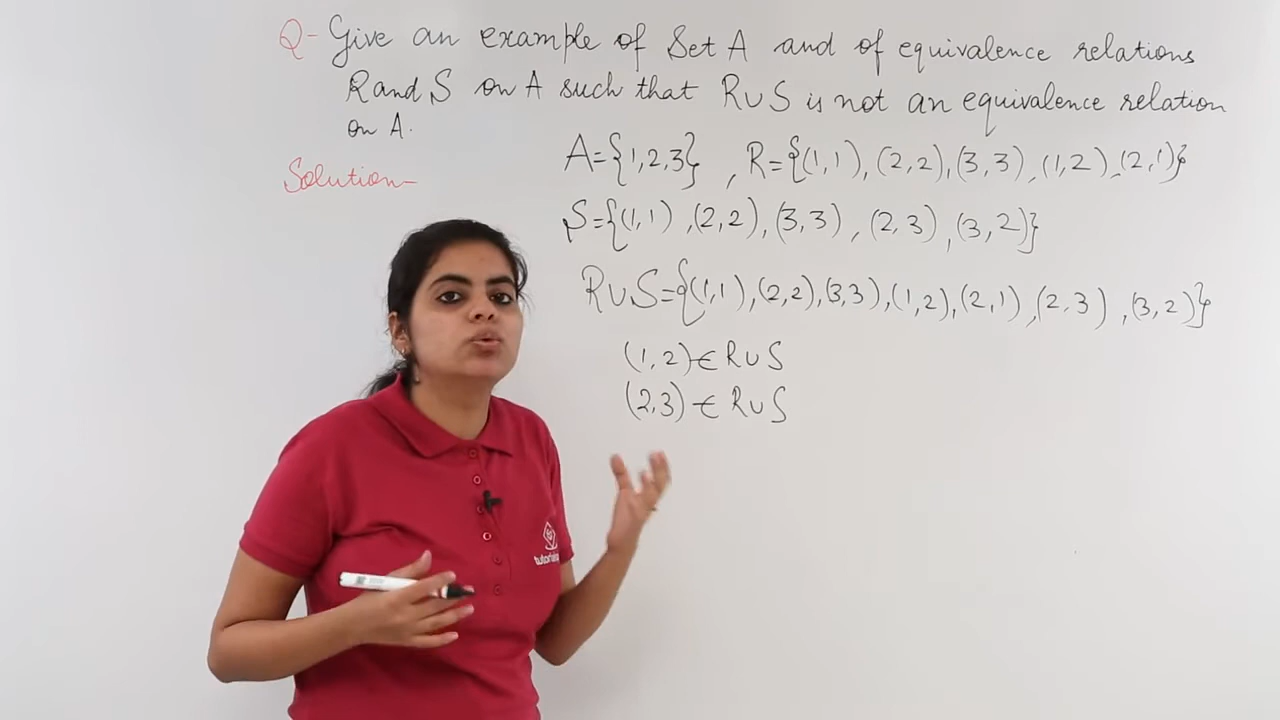 Q- Give an example of Set A and of equivalence relations
R and S on A such that R∪S is not an equivalence relation
on A.
Solution-
A={1,2,3} , R={(1,1),(2,2),(3,3),(1,2),(2,1)}
S={(1,1),(2,2),(3,3),(2,3),(3,2)}
R∪S={(1,1),(2,2),(3,3),(1,2),(2,1),(2,3),(3,2)}
(1,2)∈R∪S
(2,3)∈R∪S